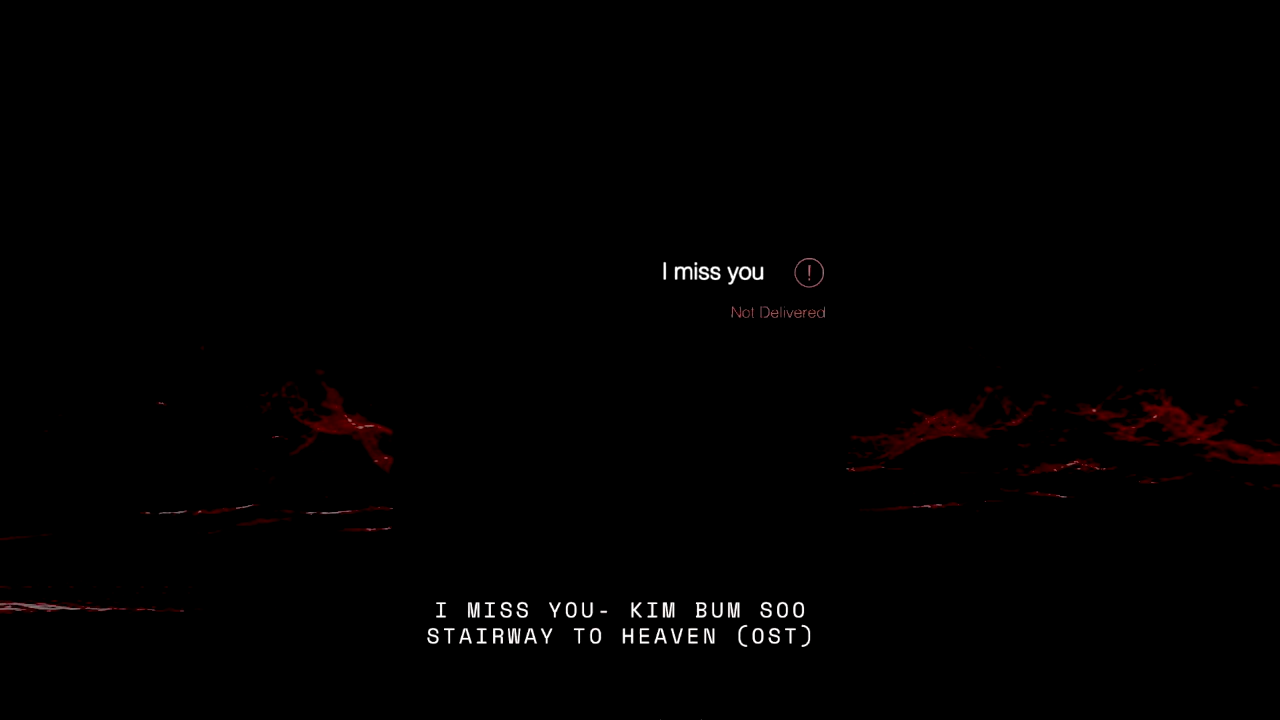 I miss you !
Not Delivered
I MISS YOU- KIM BUM SOO
STAIRWAY TO HEAVEN (OST)